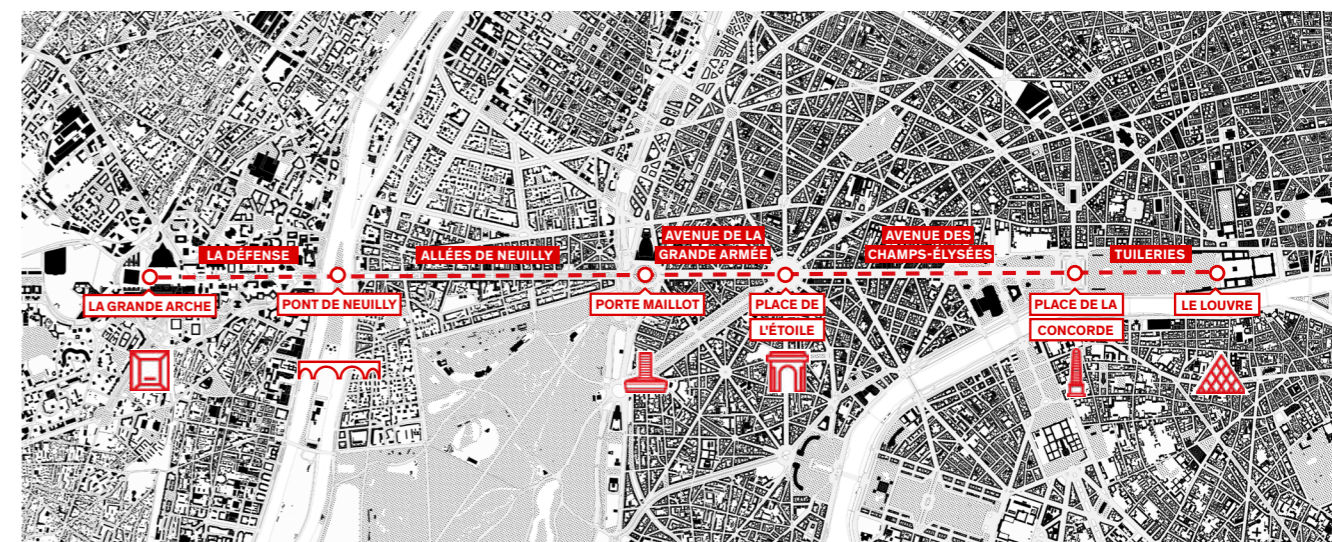 LA DÉFENSE
ALLÉES DE NEUILLY
AVENUE DE LA
GRANDE ARMÉE
AVENUE DES
CHAMPS-ÉLYSÉES
TUILERIES
LA GRANDE ARCHE
PONT DE NEUILLY
PORTE MAILLOT
PLACE DE
L'ÉTOILE
PLACE DE LA
CONCORDE
LE LOUVRE